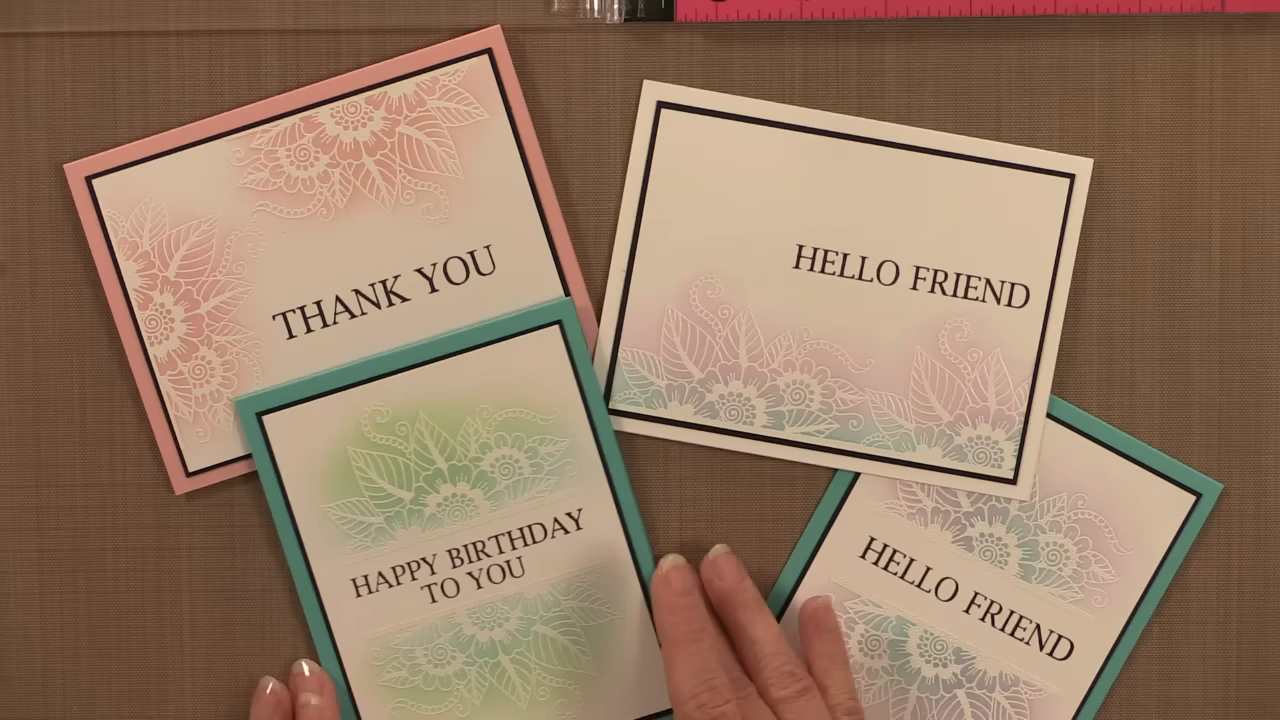 THANK YOU
HELLO FRIEND
HAPPY BIRTHDAY
TO YOU
HELLO FRIEND